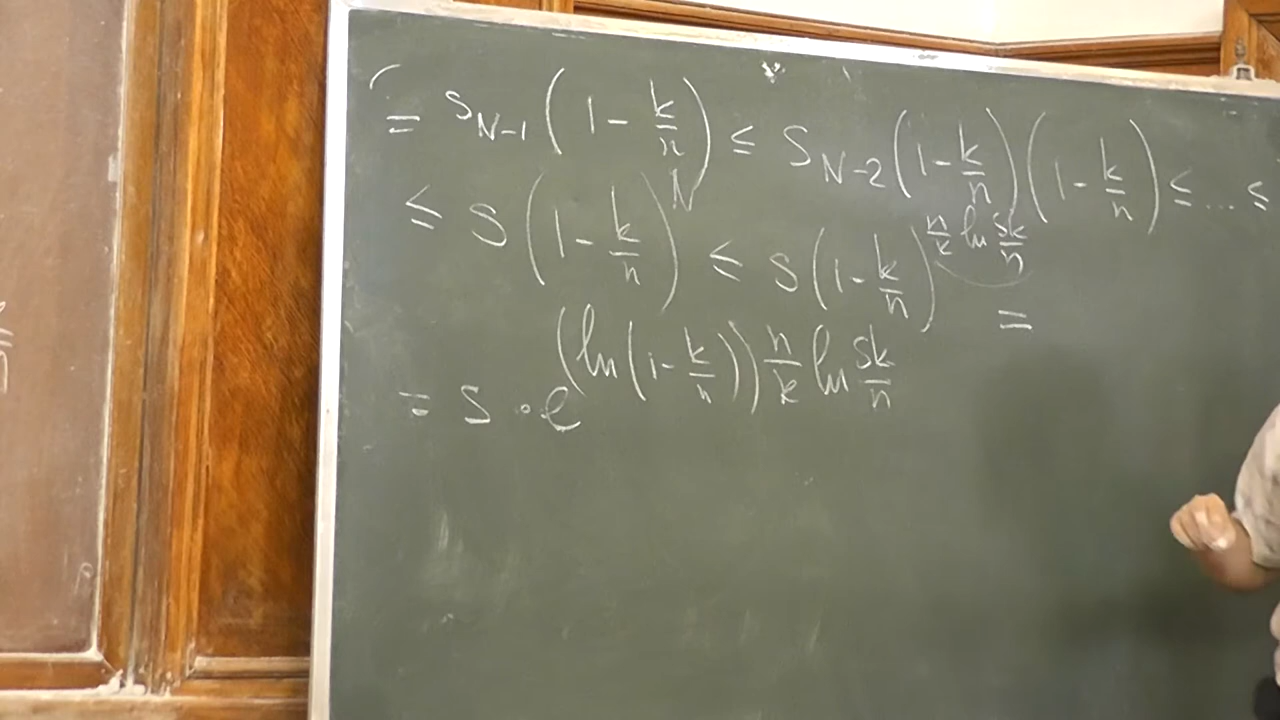 = S_{N-1} (1 - k/n) ≤ S_{N-2} (1 - k/n)(1 - k/n) ≤ ... ≤
≤ S (1 - k/n)^N ≤ S (1 - k/n)^{n/k ln sk/n} =
= S · e^{(ln(1 - k/n)) n/k ln sk/n}